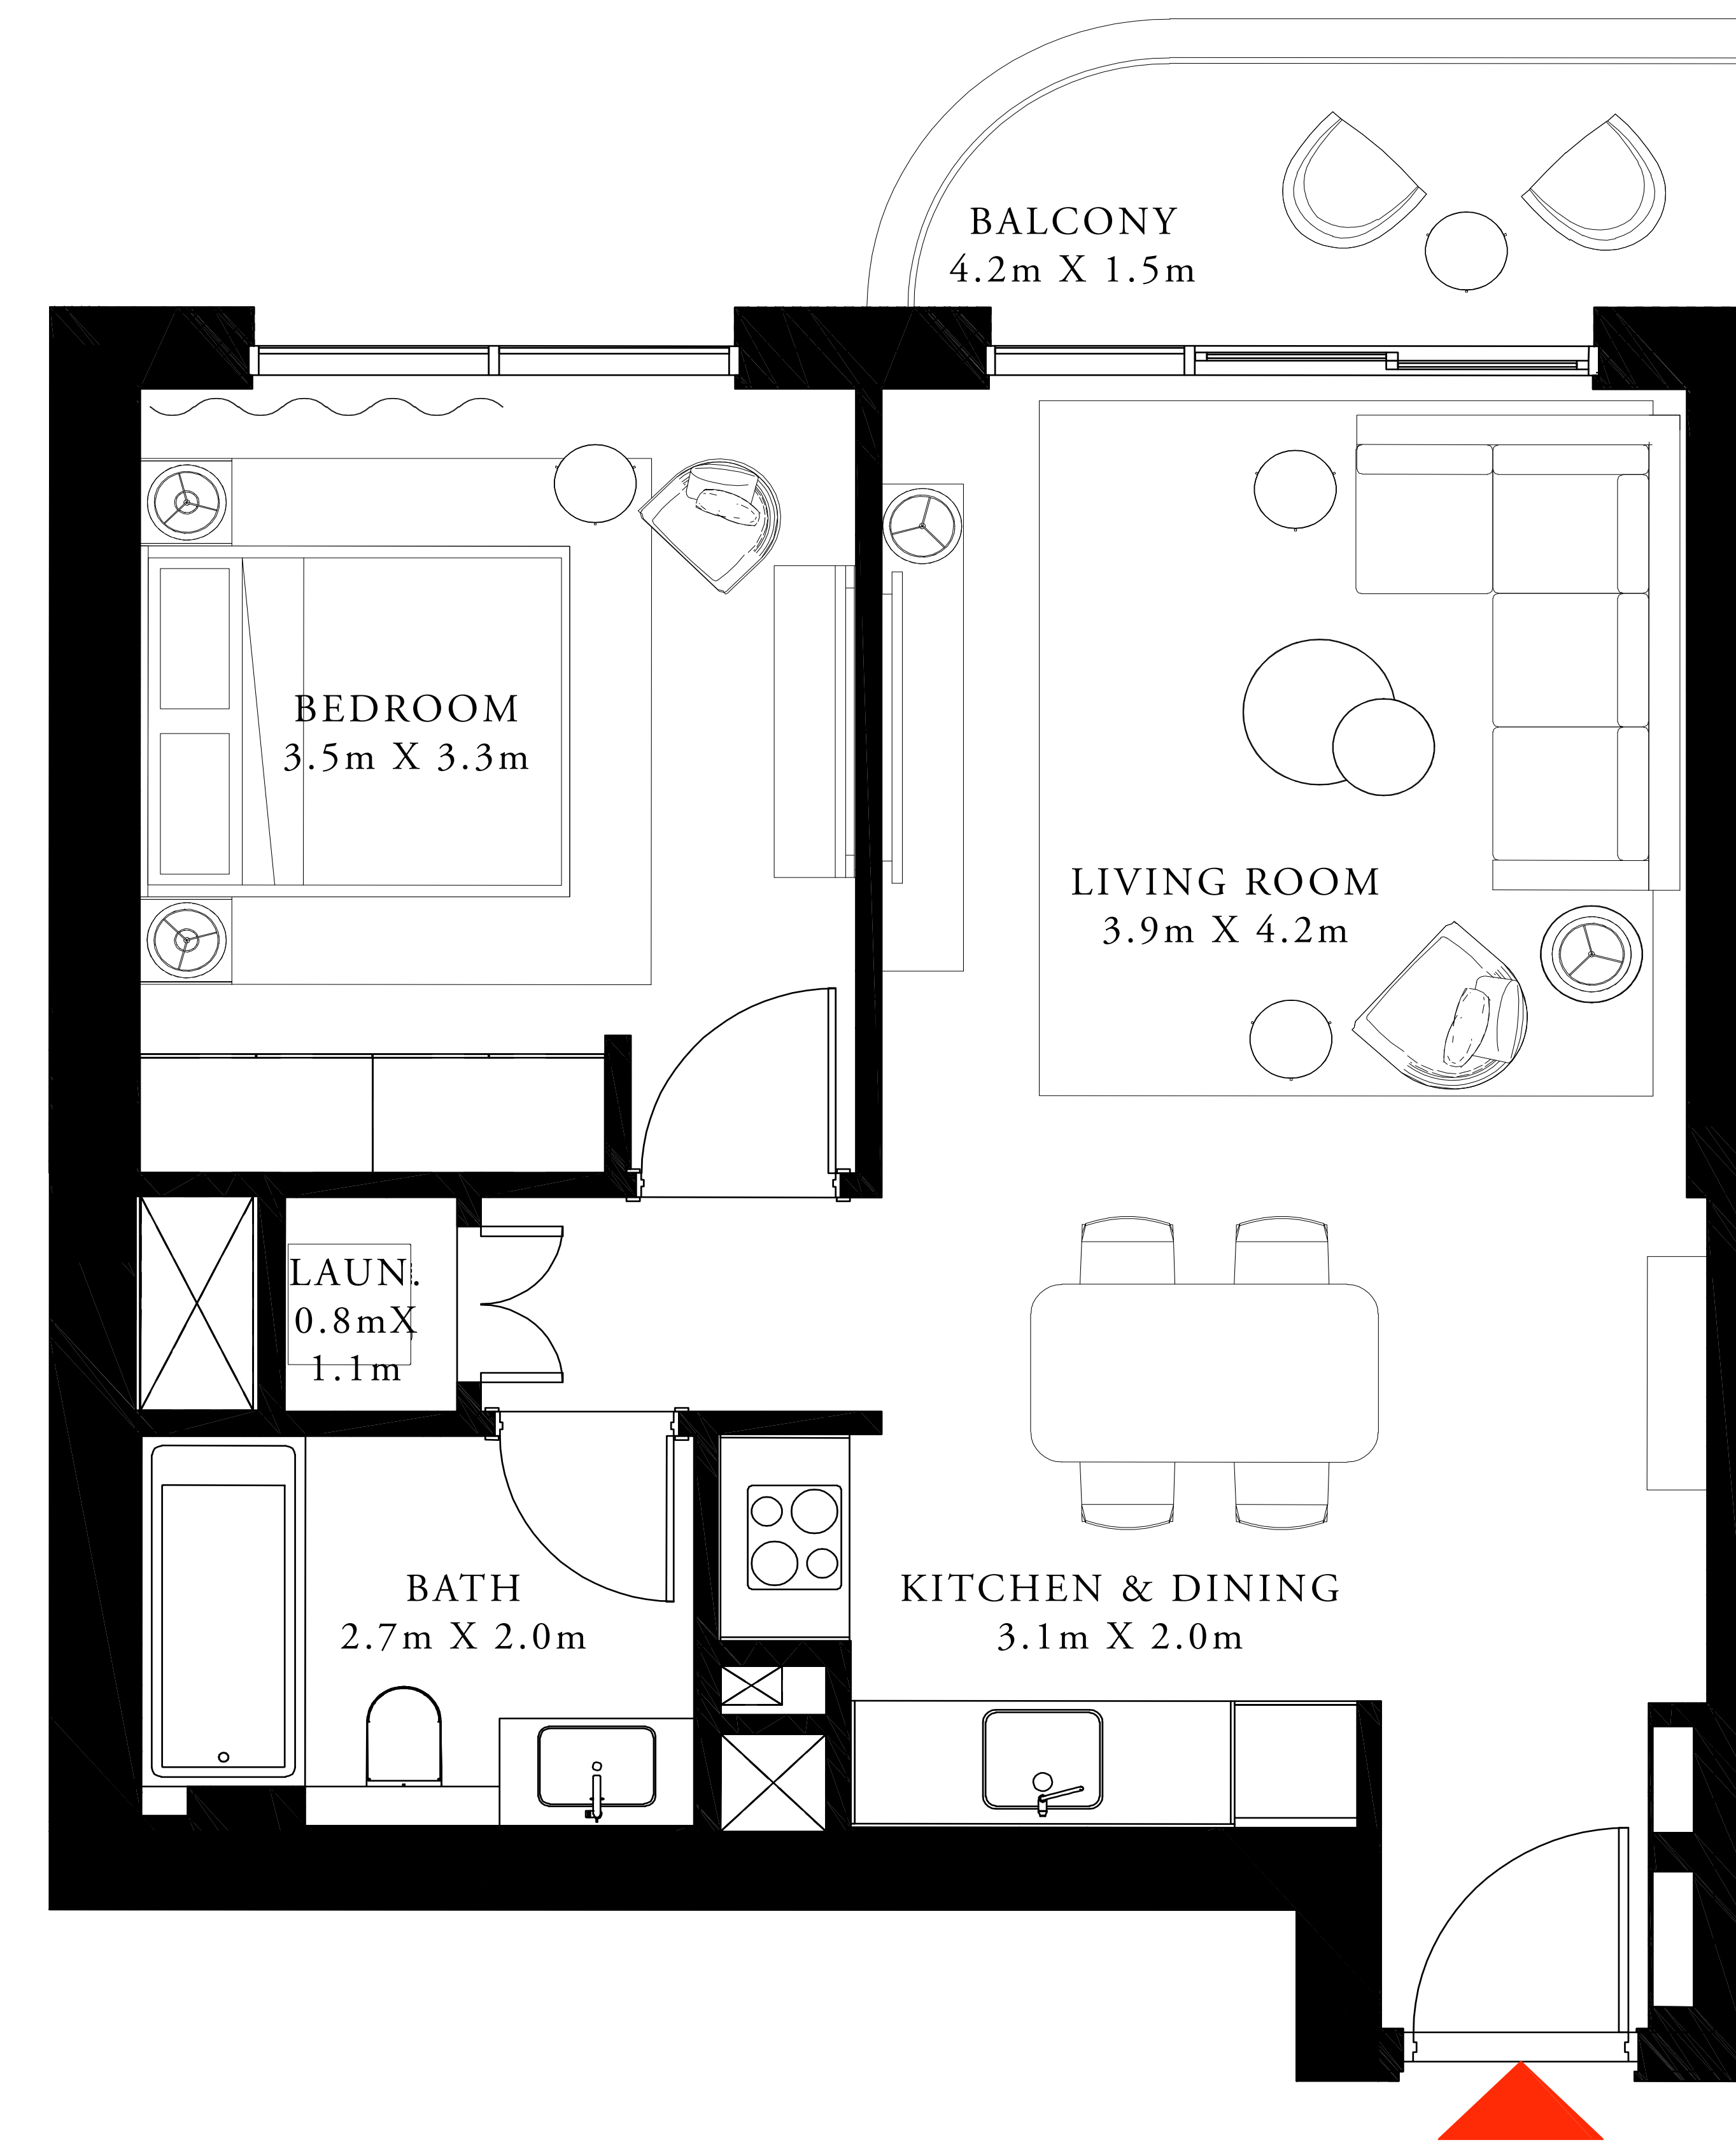 BALCONY
4.2m X 1.5m
BEDROOM
3.5m X 3.3m
LIVING ROOM
3.9m X 4.2m
LAUN.
0.8mX
1.1m
BATH
2.7m X 2.0m
KITCHEN & DINING
3.1m X 2.0m